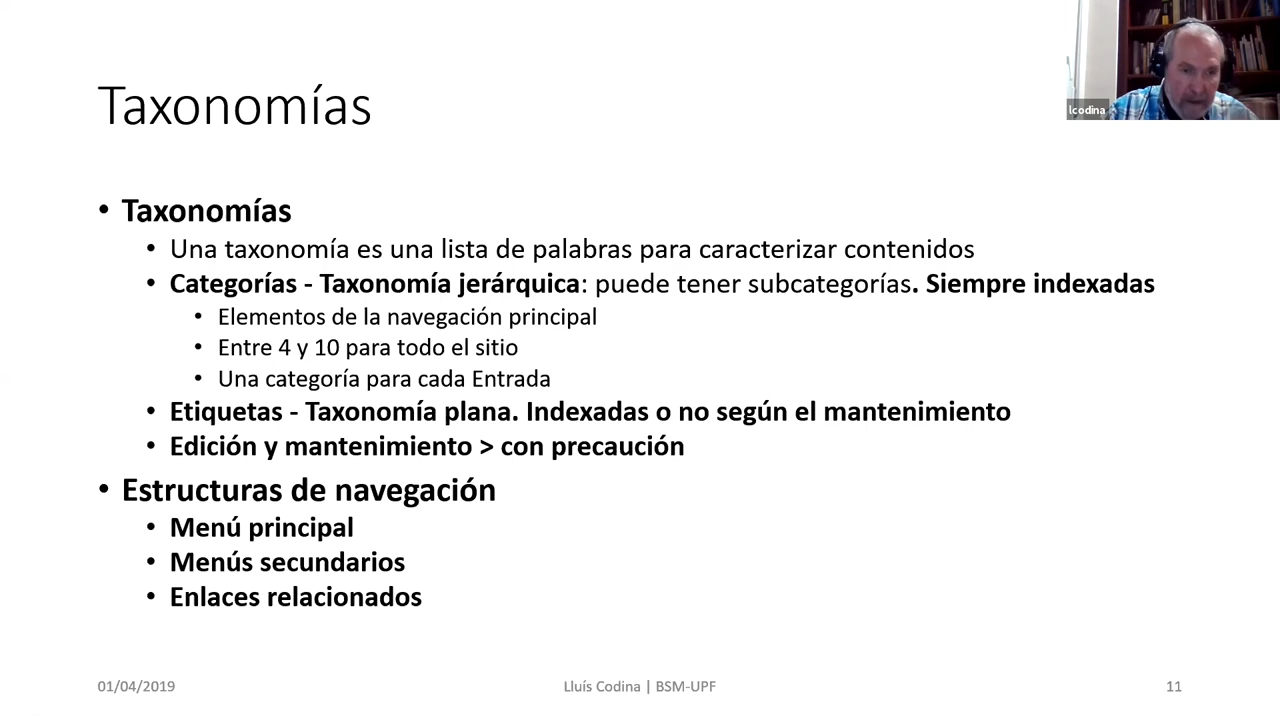 lcodina
Taxonomías
• Taxonomías
• Una taxonomía es una lista de palabras para caracterizar contenidos
• Categorías - Taxonomía jerárquica: puede tener subcategorías. Siempre indexadas
• Elementos de la navegación principal
• Entre 4 y 10 para todo el sitio
• Una categoría para cada Entrada
• Etiquetas - Taxonomía plana. Indexadas o no según el mantenimiento
• Edición y mantenimiento > con precaución
• Estructuras de navegación
• Menú principal
• Menús secundarios
• Enlaces relacionados
01/04/2019
Lluís Codina | BSM-UPF
11